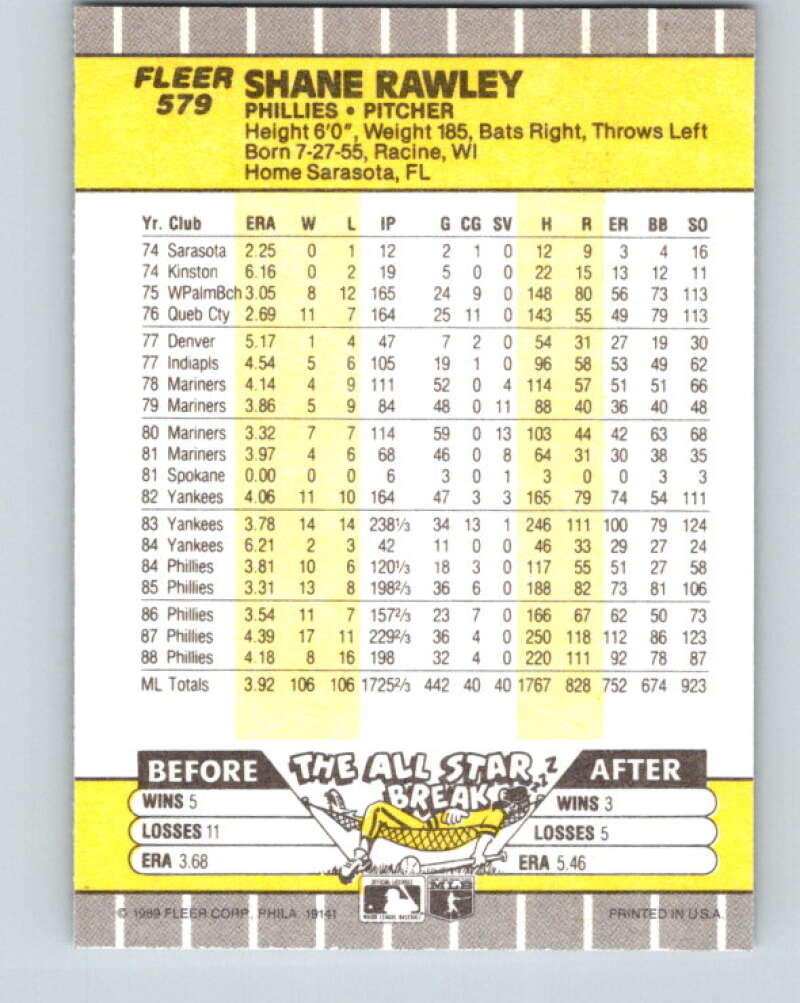 FLEER
579
SHANE RAWLEY
PHILLIES • PITCHER
Height 6'0", Weight 185, Bats Right, Throws Left
Born 7-27-55, Racine, WI
Home Sarasota, FL
Yr. Club ERA W L IP G CG SV H R ER BB SO
74 Sarasota 2.25 0 1 12 2 1 0 12 9 3 4 16
74 Kinston 6.16 0 2 19 5 0 0 22 15 13 12 11
75 WPalmBch 3.05 8 12 165 24 9 0 148 80 56 73 113
76 Queb Cty 2.69 11 7 164 25 11 0 143 55 49 79 113
77 Denver 5.17 1 4 47 7 2 0 54 31 27 19 30
77 Indiapls 4.54 5 6 105 19 1 0 96 58 53 49 62
78 Mariners 4.14 4 9 111 52 0 4 114 57 51 51 66
79 Mariners 3.86 5 9 84 48 0 11 88 40 36 40 48
80 Mariners 3.32 7 7 114 59 0 13 103 44 42 63 68
81 Mariners 3.97 4 6 68 46 0 8 64 31 30 38 35
81 Spokane 0.00 0 0 6 3 0 1 3 0 0 3 3
82 Yankees 4.06 11 10 164 47 3 3 165 79 74 54 111
83 Yankees 3.78 14 14 238⅓ 34 13 1 246 111 100 79 124
84 Yankees 6.21 2 3 42 11 0 0 46 33 29 27 24
84 Phillies 3.81 10 6 120⅓ 18 3 0 117 55 51 27 58
85 Phillies 3.31 13 8 198⅔ 36 6 0 188 82 73 81 106
86 Phillies 3.54 11 7 157⅔ 23 7 0 166 67 62 50 73
87 Phillies 4.39 17 11 229⅔ 36 4 0 250 118 112 86 123
88 Phillies 4.18 8 16 198 32 4 0 220 111 92 78 87
ML Totals 3.92 106 106 1725⅔ 442 40 40 1767 828 752 674 923
BEFORE THE ALL STAR BREAK ZZZ AFTER
WINS 5 WINS 3
LOSSES 11 LOSSES 5
ERA 3.68 ERA 5.46
MLB
© 1989 FLEER CORP. PHILA. 19141 PRINTED IN U.S.A.